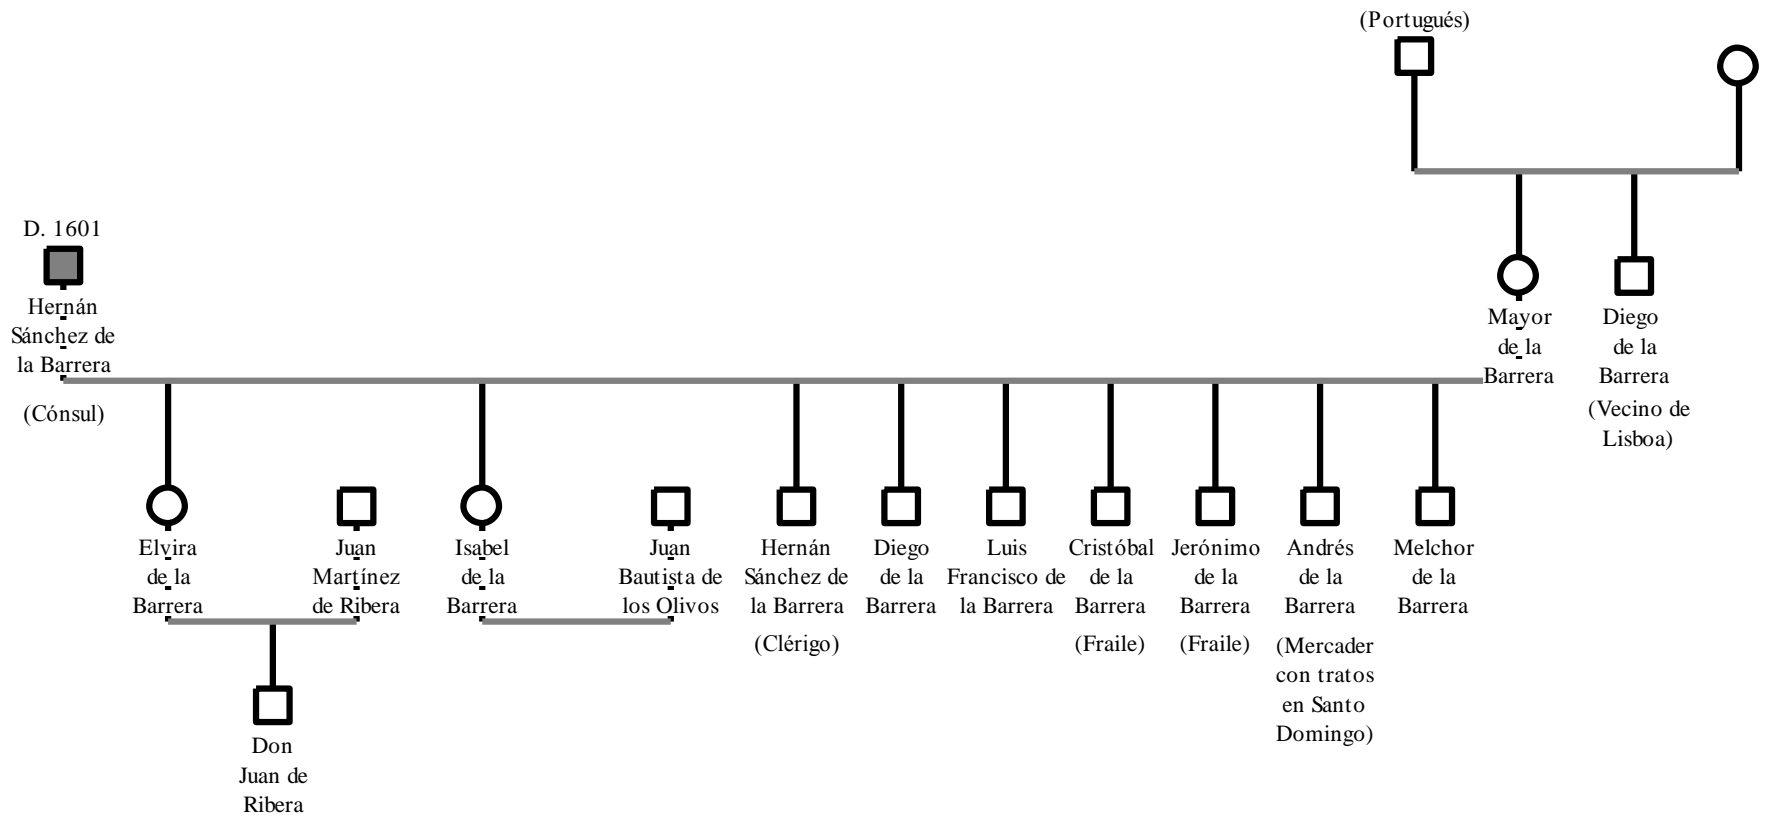 (Portugués)
D. 1601
Hernán
Sánchez de
la Barrera
(Cónsul)
Mayor
de la
Barrera
Diego
de la
Barrera
(Vecino de
Lisboa)
Elvira
de la
Barrera
Juan
Martínez
de Ribera
Isabel
de la
Barrera
Juan
Bautista de
los Olivos
Hernán
Sánchez de
la Barrera
(Clérigo)
Diego
de la
Barrera
Luis
Francisco de
la Barrera
Cristóbal
de la
Barrera
(Fraile)
Jerónimo
de la
Barrera
(Fraile)
Andrés
de la
Barrera
(Mercader
con tratos
en Santo
Domingo)
Melchor
de la
Barrera
Don
Juan de
Ribera